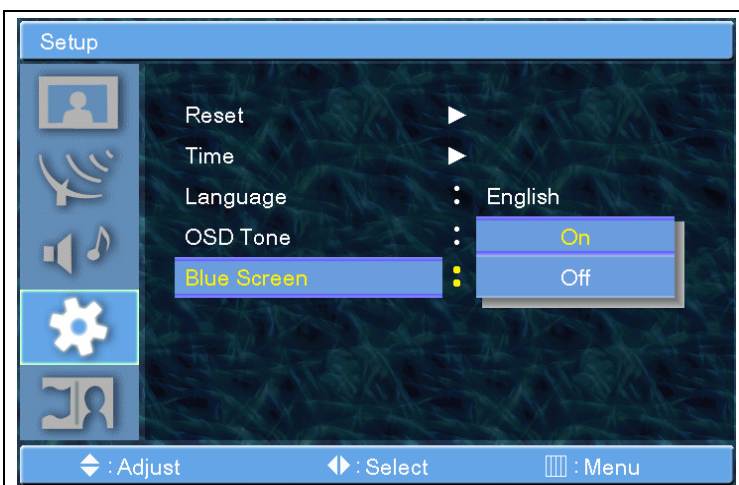 Setup
Reset
Time
Language : English
OSD Tone : On
Blue Screen : Off
: Adjust : Select : Menu